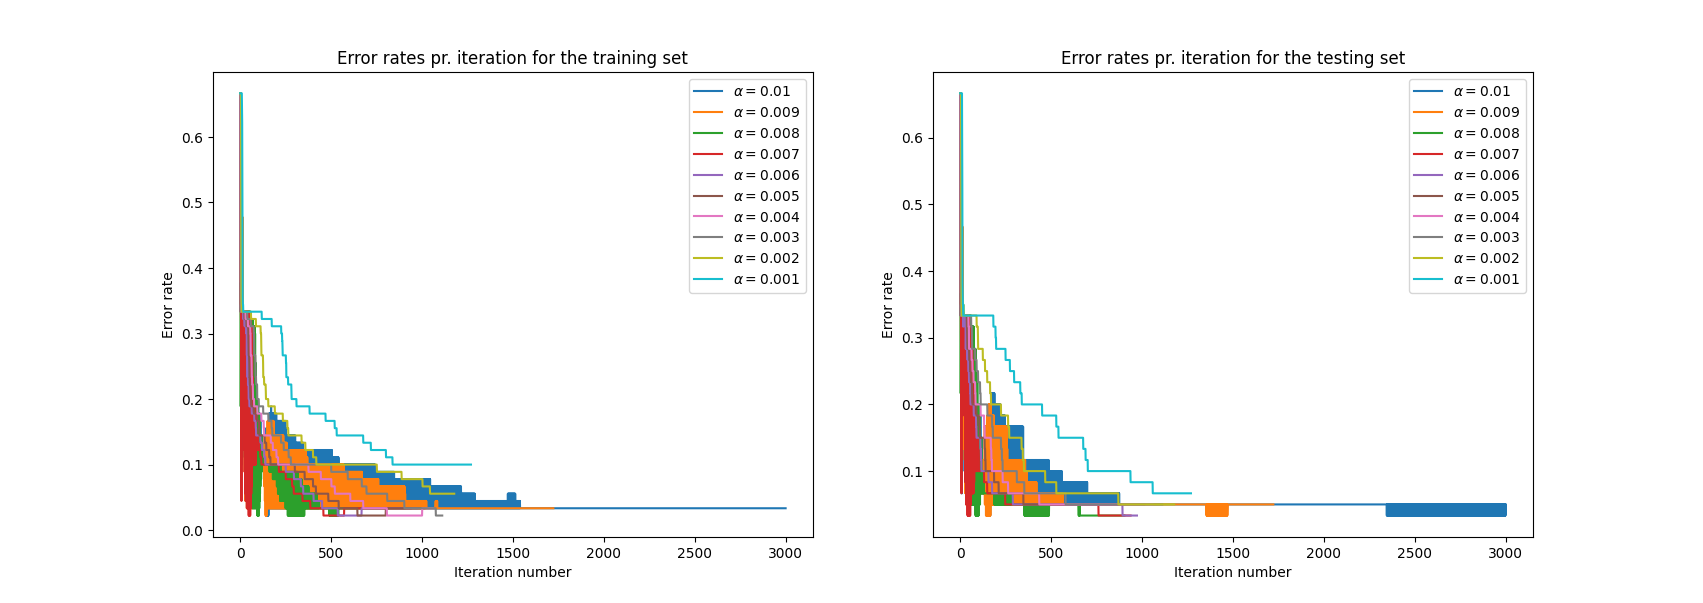 Error rates pr. iteration for the training set
Error rate
0.6
0.5
0.4
0.3
0.2
0.1
0.0
0
500
1000
1500
2000
2500
3000
Iteration number
α = 0.01
α = 0.009
α = 0.008
α = 0.007
α = 0.006
α = 0.005
α = 0.004
α = 0.003
α = 0.002
α = 0.001
Error rates pr. iteration for the testing set
Error rate
0.6
0.5
0.4
0.3
0.2
0.1
0
500
1000
1500
2000
2500
3000
Iteration number
α = 0.01
α = 0.009
α = 0.008
α = 0.007
α = 0.006
α = 0.005
α = 0.004
α = 0.003
α = 0.002
α = 0.001